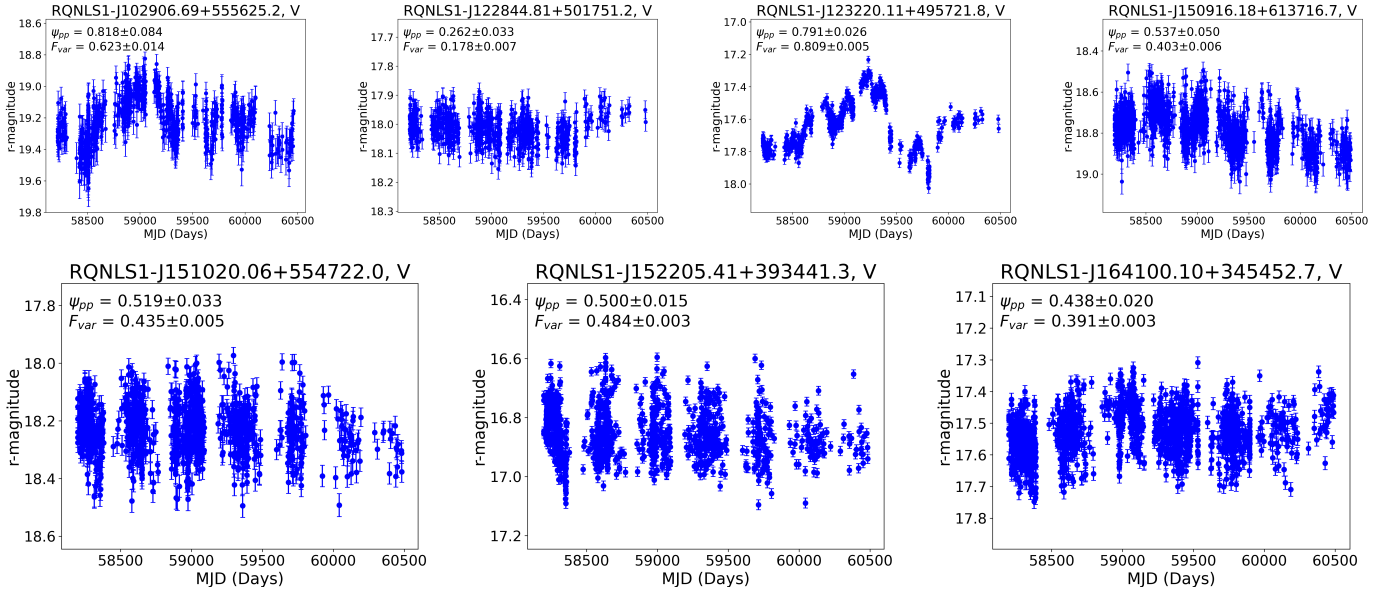 RQNLS1-J102906.69+555625.2, V
ψpp = 0.818±0.084
Fvar = 0.623±0.014
r-magnitude
18.6
18.8
19.0
19.2
19.4
19.6
19.8
58500 59000 59500 60000 60500
MJD (Days)
RQNLS1-J122844.81+501751.2, V
ψpp = 0.262±0.033
Fvar = 0.178±0.007
r-magnitude
17.7
17.8
17.9
18.0
18.1
18.2
18.3
58500 59000 59500 60000 60500
MJD (Days)
RQNLS1-J123220.11+495721.8, V
ψpp = 0.791±0.026
Fvar = 0.809±0.005
r-magnitude
17.0
17.2
17.4
17.6
17.8
18.0
58500 59000 59500 60000 60500
MJD (Days)
RQNLS1-J150916.18+613716.7, V
ψpp = 0.537±0.050
Fvar = 0.403±0.006
r-magnitude
18.4
18.6
18.8
19.0
58500 59000 59500 60000 60500
MJD (Days)
RQNLS1-J151020.06+554722.0, V
ψpp = 0.519±0.033
Fvar = 0.435±0.005
r-magnitude
17.8
18.0
18.2
18.4
18.6
58500 59000 59500 60000 60500
MJD (Days)
RQNLS1-J152205.41+393441.3, V
ψpp = 0.500±0.015
Fvar = 0.484±0.003
r-magnitude
16.4
16.6
16.8
17.0
17.2
58500 59000 59500 60000 60500
MJD (Days)
RQNLS1-J164100.10+345452.7, V
ψpp = 0.438±0.020
Fvar = 0.391±0.003
r-magnitude
17.1
17.2
17.3
17.4
17.5
17.6
17.7
17.8
58500 59000 59500 60000 60500
MJD (Days)